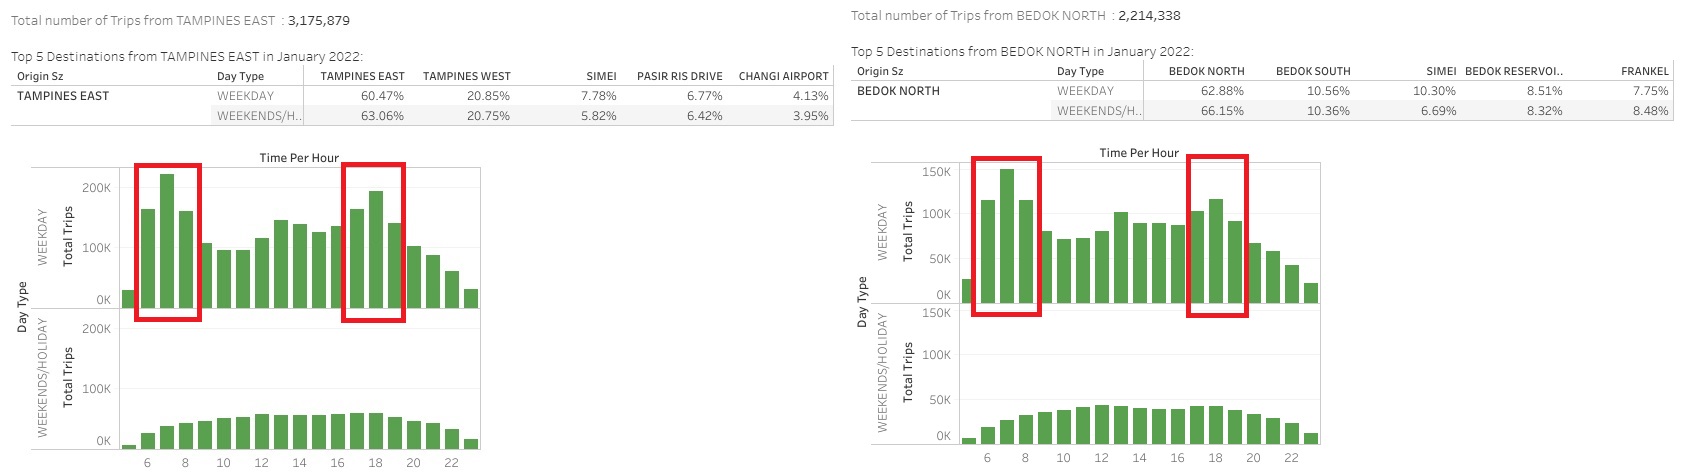 Total number of Trips from TAMPINES EAST : 3,175,879
Top 5 Destinations from TAMPINES EAST in January 2022:
Origin Sz Day Type TAMPINES EAST TAMPINES WEST SIMEI PASIR RIS DRIVE CHANGI AIRPORT
TAMPINES EAST WEEKDAY 60.47% 20.85% 7.78% 6.77% 4.13%
WEEKENDS/H.. 63.06% 20.75% 5.82% 6.42% 3.95%
Time Per Hour
Day Type
WEEKDAY
Total Trips
200K
100K
0K
WEEKENDS/HOLIDAY
Total Trips
200K
100K
0K
6 8 10 12 14 16 18 20 22
Total number of Trips from BEDOK NORTH : 2,214,338
Top 5 Destinations from BEDOK NORTH in January 2022:
Origin Sz Day Type BEDOK NORTH BEDOK SOUTH SIMEI BEDOK RESERVOI.. FRANKEL
BEDOK NORTH WEEKDAY 62.88% 10.56% 10.30% 8.51% 7.75%
WEEKENDS/H.. 66.15% 10.36% 6.69% 8.32% 8.48%
Time Per Hour
Day Type
WEEKDAY
Total Trips
150K
100K
50K
0K
WEEKENDS/HOLIDAY
Total Trips
150K
100K
50K
0K
6 8 10 12 14 16 18 20 22